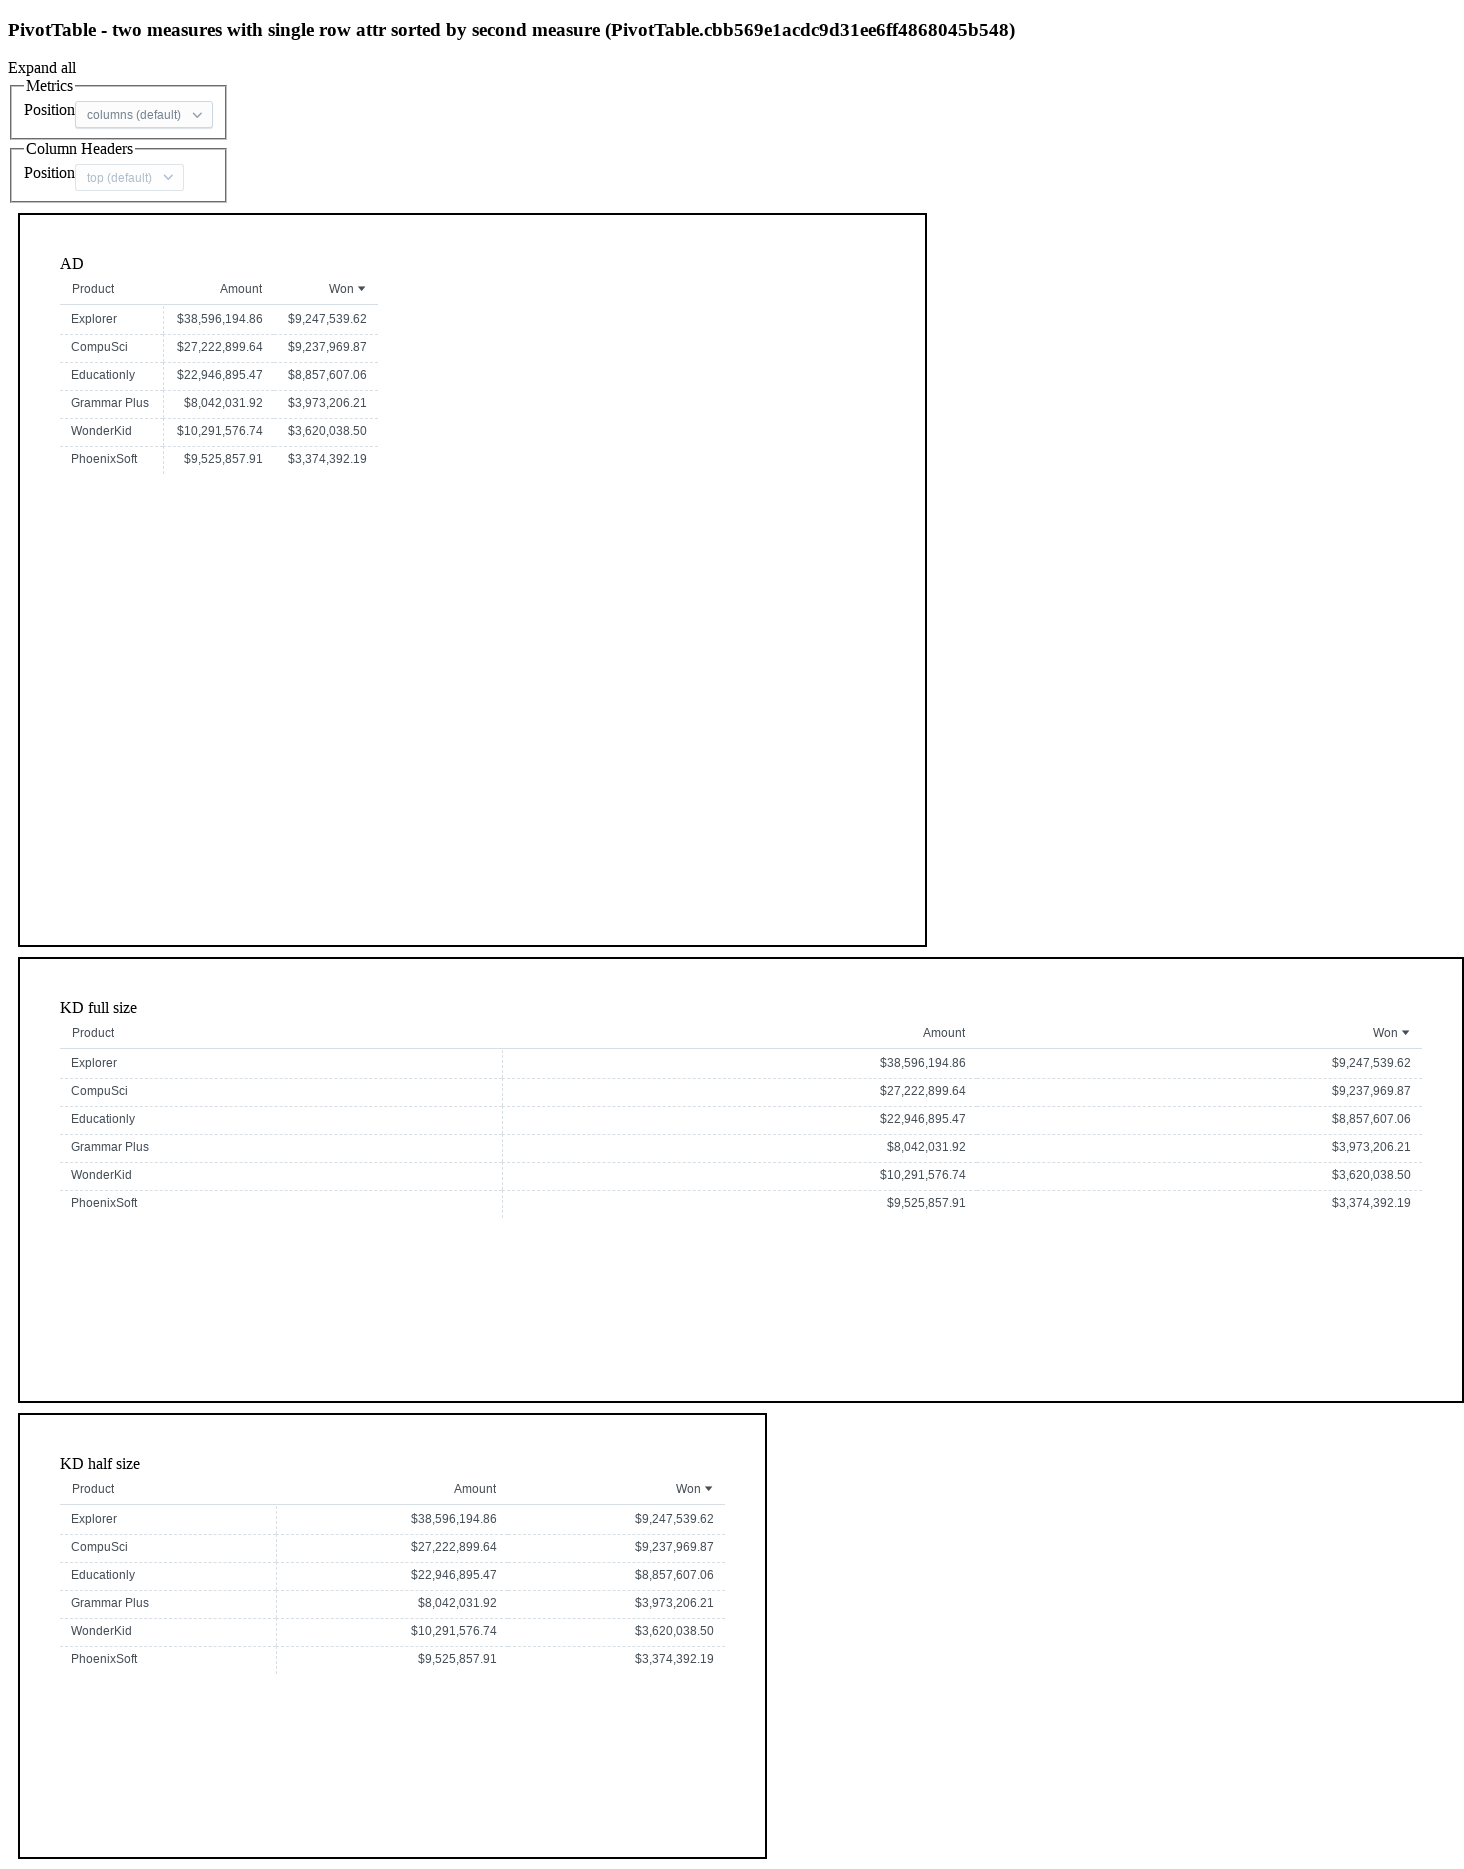 PivotTable - two measures with single row attr sorted by second measure (PivotTable.cbb569e1acdc9d31ee6ff4868045b548)
Expand all
Metrics
Position columns (default)
Column Headers
Position top (default)
AD
Product Amount Won
Explorer $38,596,194.86 $9,247,539.62
CompuSci $27,222,899.64 $9,237,969.87
Educationly $22,946,895.47 $8,857,607.06
Grammar Plus $8,042,031.92 $3,973,206.21
WonderKid $10,291,576.74 $3,620,038.50
PhoenixSoft $9,525,857.91 $3,374,392.19
KD full size
Product Amount Won
Explorer $38,596,194.86 $9,247,539.62
CompuSci $27,222,899.64 $9,237,969.87
Educationly $22,946,895.47 $8,857,607.06
Grammar Plus $8,042,031.92 $3,973,206.21
WonderKid $10,291,576.74 $3,620,038.50
PhoenixSoft $9,525,857.91 $3,374,392.19
KD half size
Product Amount Won
Explorer $38,596,194.86 $9,247,539.62
CompuSci $27,222,899.64 $9,237,969.87
Educationly $22,946,895.47 $8,857,607.06
Grammar Plus $8,042,031.92 $3,973,206.21
WonderKid $10,291,576.74 $3,620,038.50
PhoenixSoft $9,525,857.91 $3,374,392.19